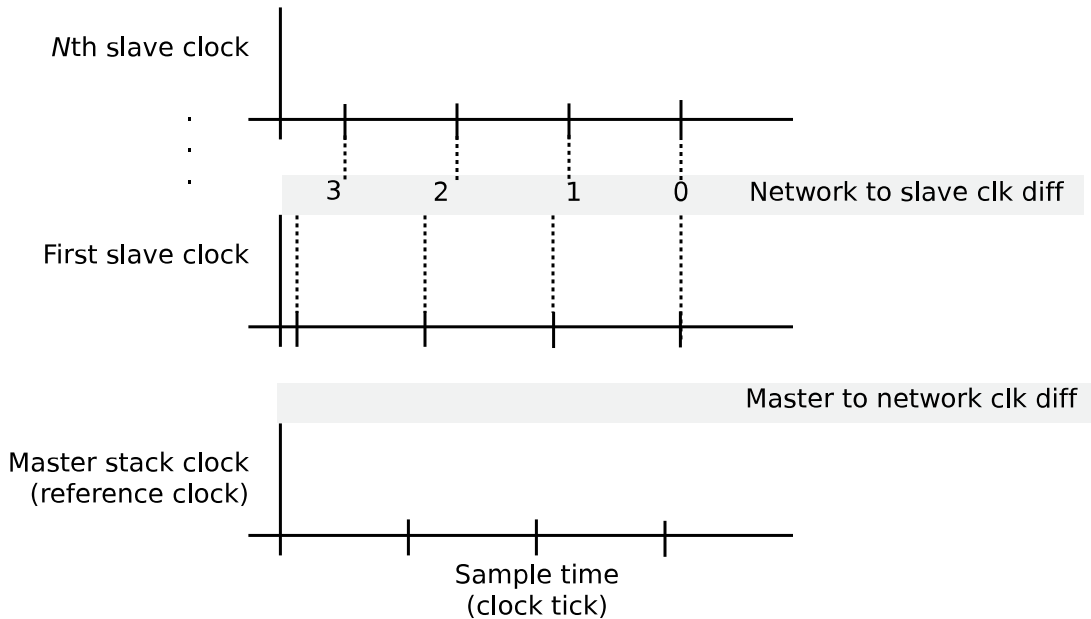 Nth slave clock
.
.
.
3 2 1 0 Network to slave clk diff
First slave clock
Master to network clk diff
Master stack clock
(reference clock)
Sample time
(clock tick)